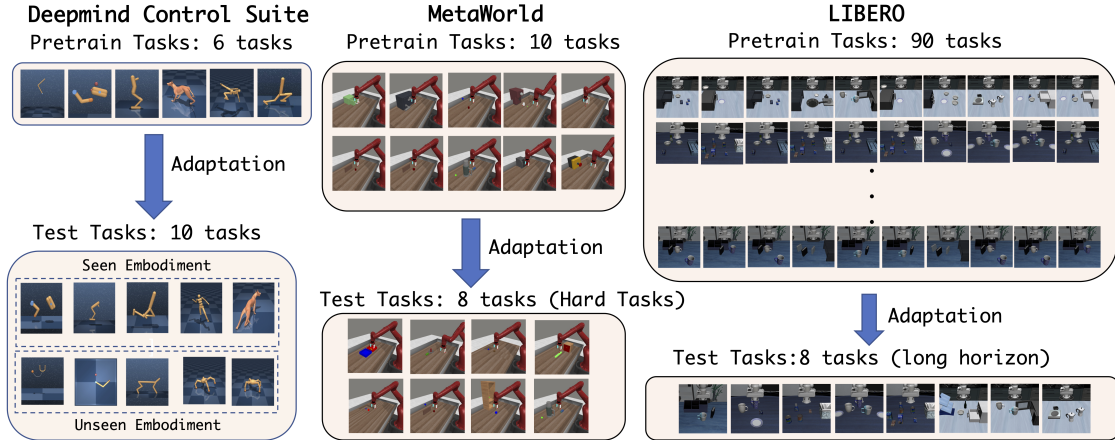 Deepmind Control Suite
Pretrain Tasks: 6 tasks
Adaptation
Test Tasks: 10 tasks
Seen Embodiment
Unseen Embodiment
MetaWorld
Pretrain Tasks: 10 tasks
Adaptation
Test Tasks: 8 tasks (Hard Tasks)
LIBERO
Pretrain Tasks: 90 tasks
Adaptation
Test Tasks:8 tasks (long horizon)